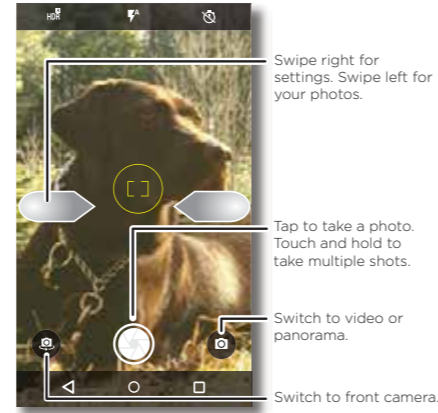 HDR
A
Swipe right for
settings. Swipe left for
your photos.
Tap to take a photo.
Touch and hold to
take multiple shots.
Switch to video or
panorama.
Switch to front camera.